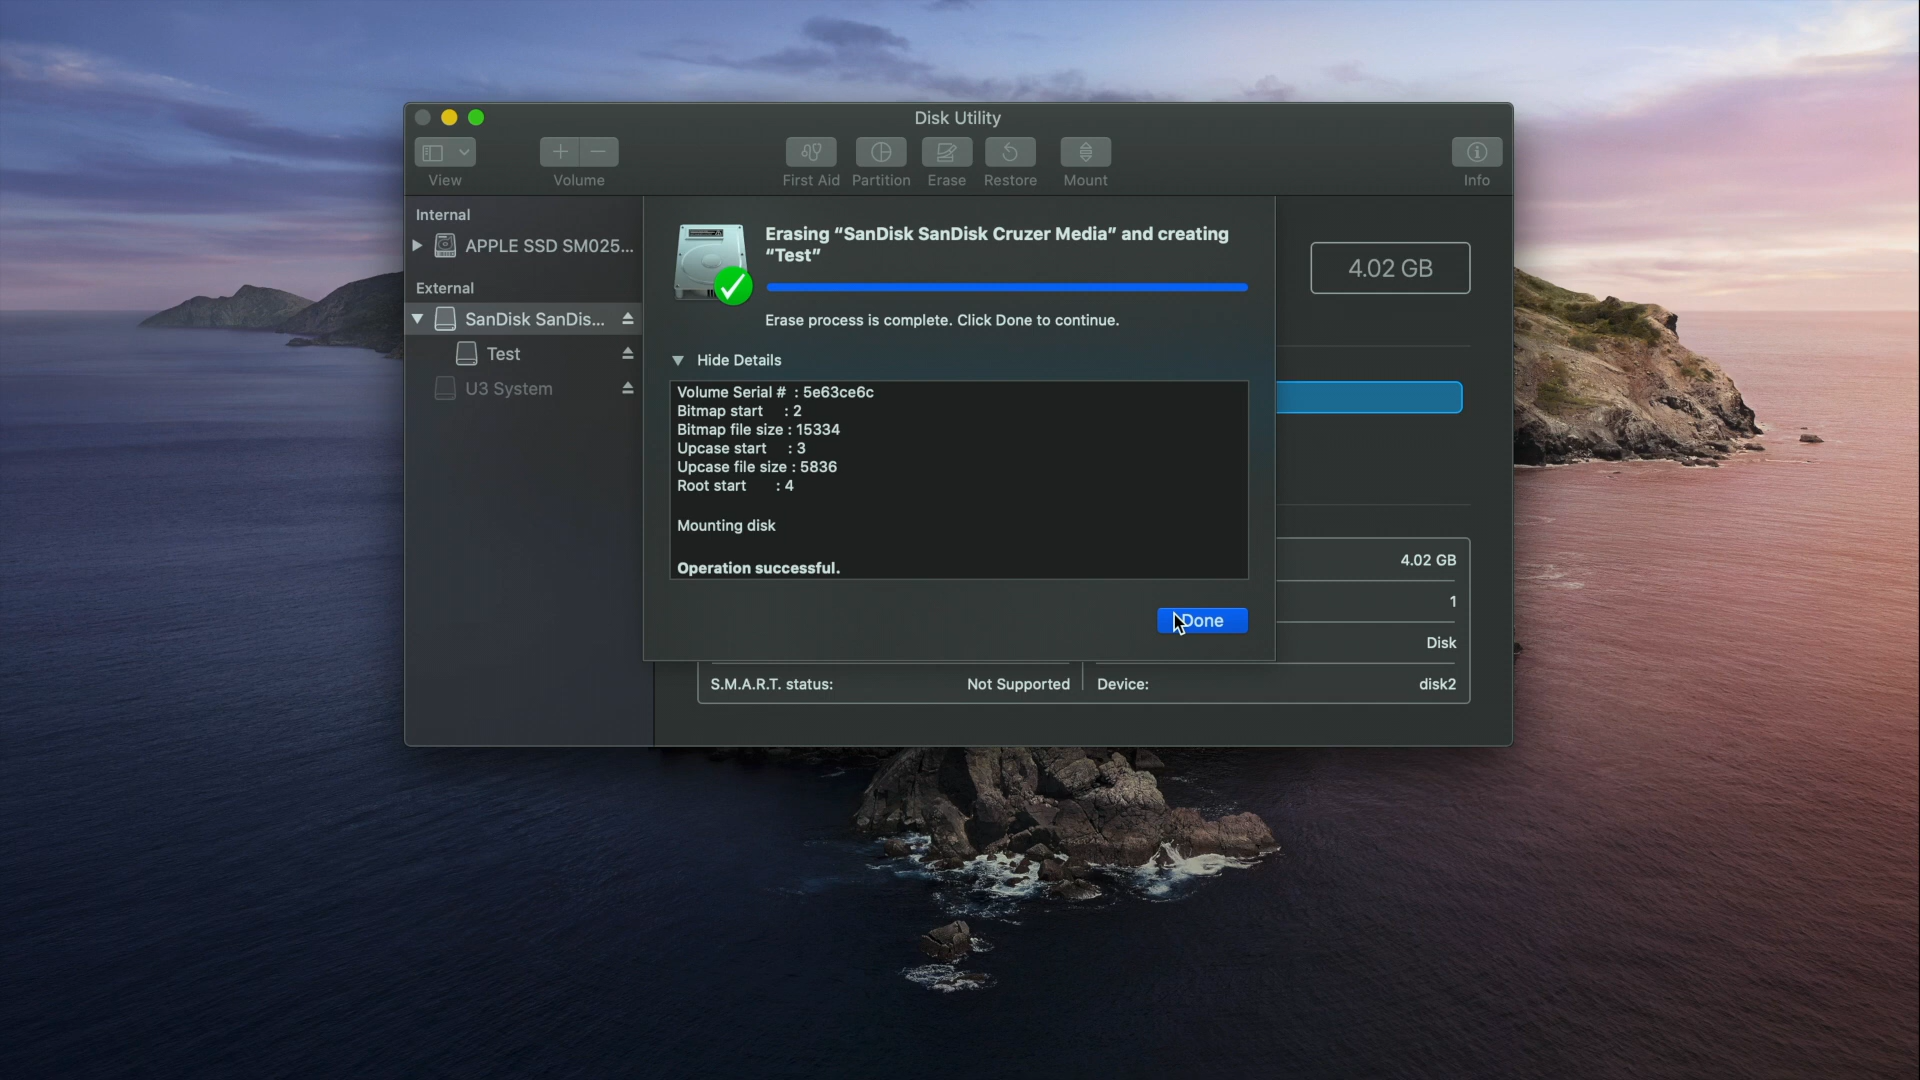 Disk Utility
View
Volume
First Aid
Partition
Erase
Restore
Mount
Info
Internal
APPLE SSD SM025...
External
SanDisk SanDis...
Test
U3 System
Erasing “SanDisk SanDisk Cruzer Media” and creating
“Test”
Erase process is complete. Click Done to continue.
Hide Details
Volume Serial # : 5e63ce6c
Bitmap start : 2
Bitmap file size : 15334
Upcase start : 3
Upcase file size : 5836
Root start : 4
Mounting disk
Operation successful.
Done
4.02 GB
4.02 GB
1
Disk
S.M.A.R.T. status: Not Supported
Device: disk2